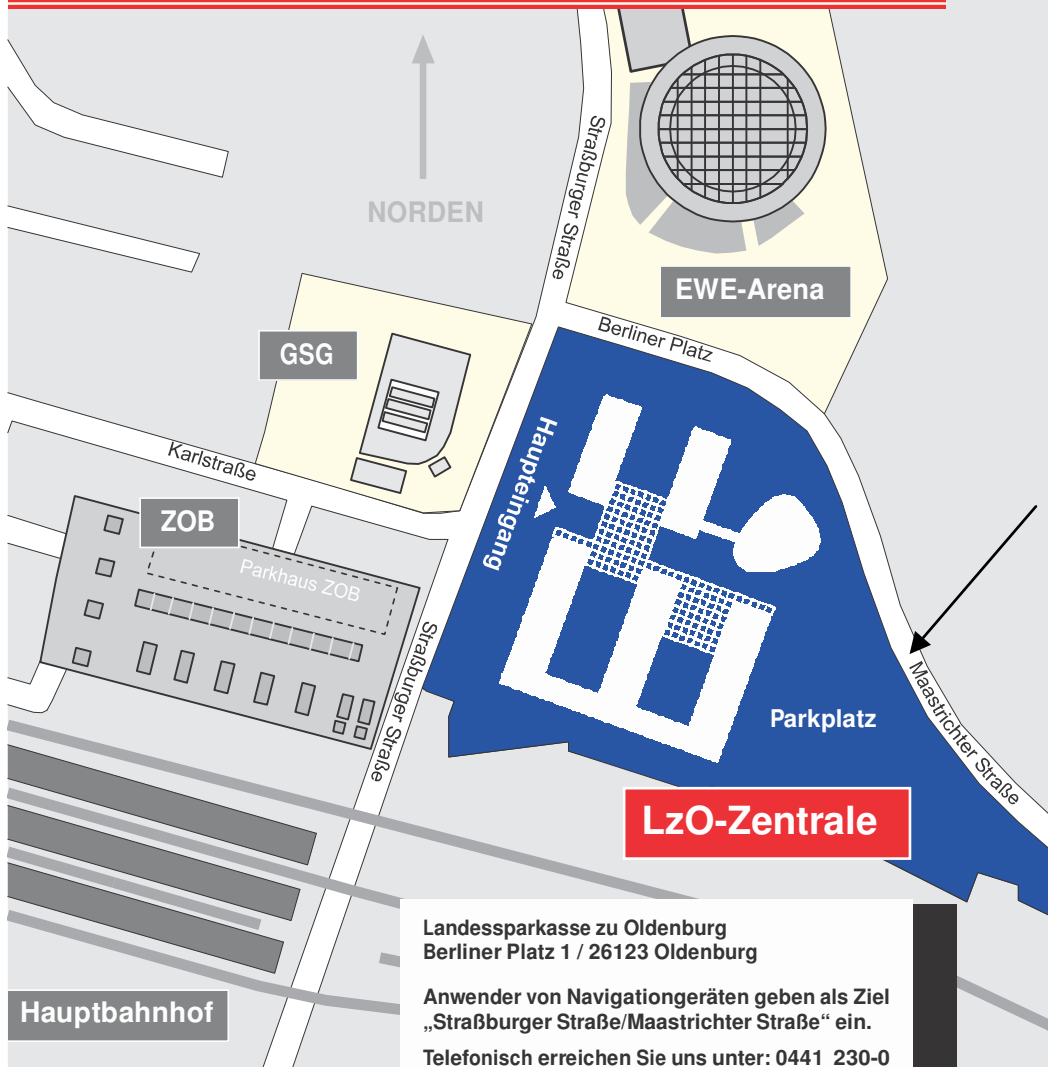 NORDEN
Straßburger Straße
EWE-Arena
Berliner Platz
GSG
Haupteingang
Karlstraße
ZOB
Parkhaus ZOB
Straßburger Straße
Maastrichter Straße
Parkplatz
LzO-Zentrale
Hauptbahnhof
Landessparkasse zu Oldenburg
Berliner Platz 1 / 26123 Oldenburg
Anwender von Navigationgeräten geben als Ziel
„Straßburger Straße/Maastrichter Straße“ ein.
Telefonisch erreichen Sie uns unter: 0441 230-0